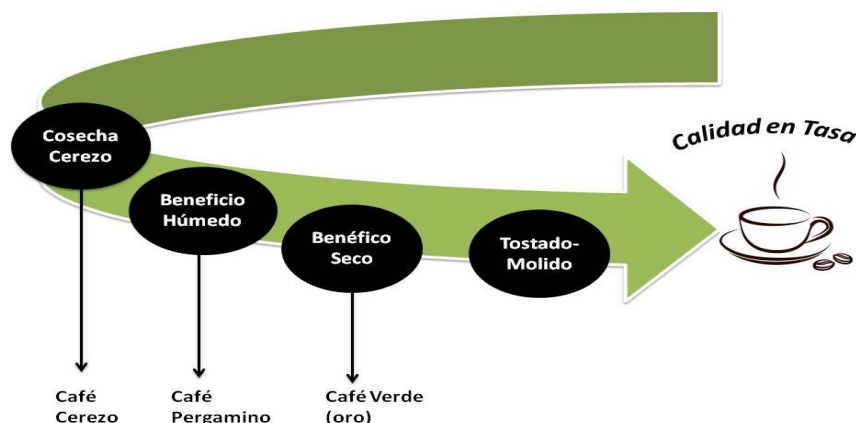 Cosecha
Cerezo
Beneficio
Húmedo
Benéfico
Seco
Tostado-
Molido
Calidad en Tasa
Café
Cerezo
Café
Pergamino
Café Verde
(oro)